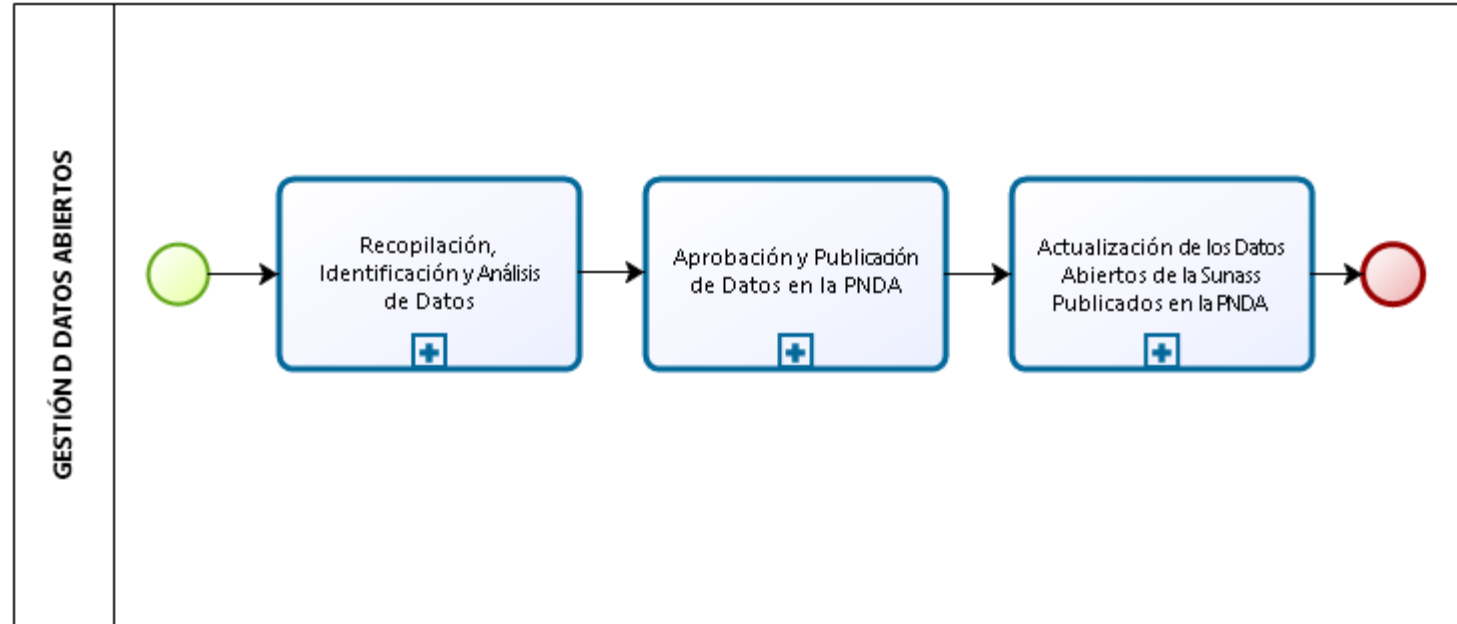 GESTIÓN D DATOS ABIERTOS
Recopilación,
Identificación y Análisis
de Datos
Aprobación y Publicación
de Datos en la PNDA
Actualización de los Datos
Abiertos de la Sunass
Publicados en la PNDA